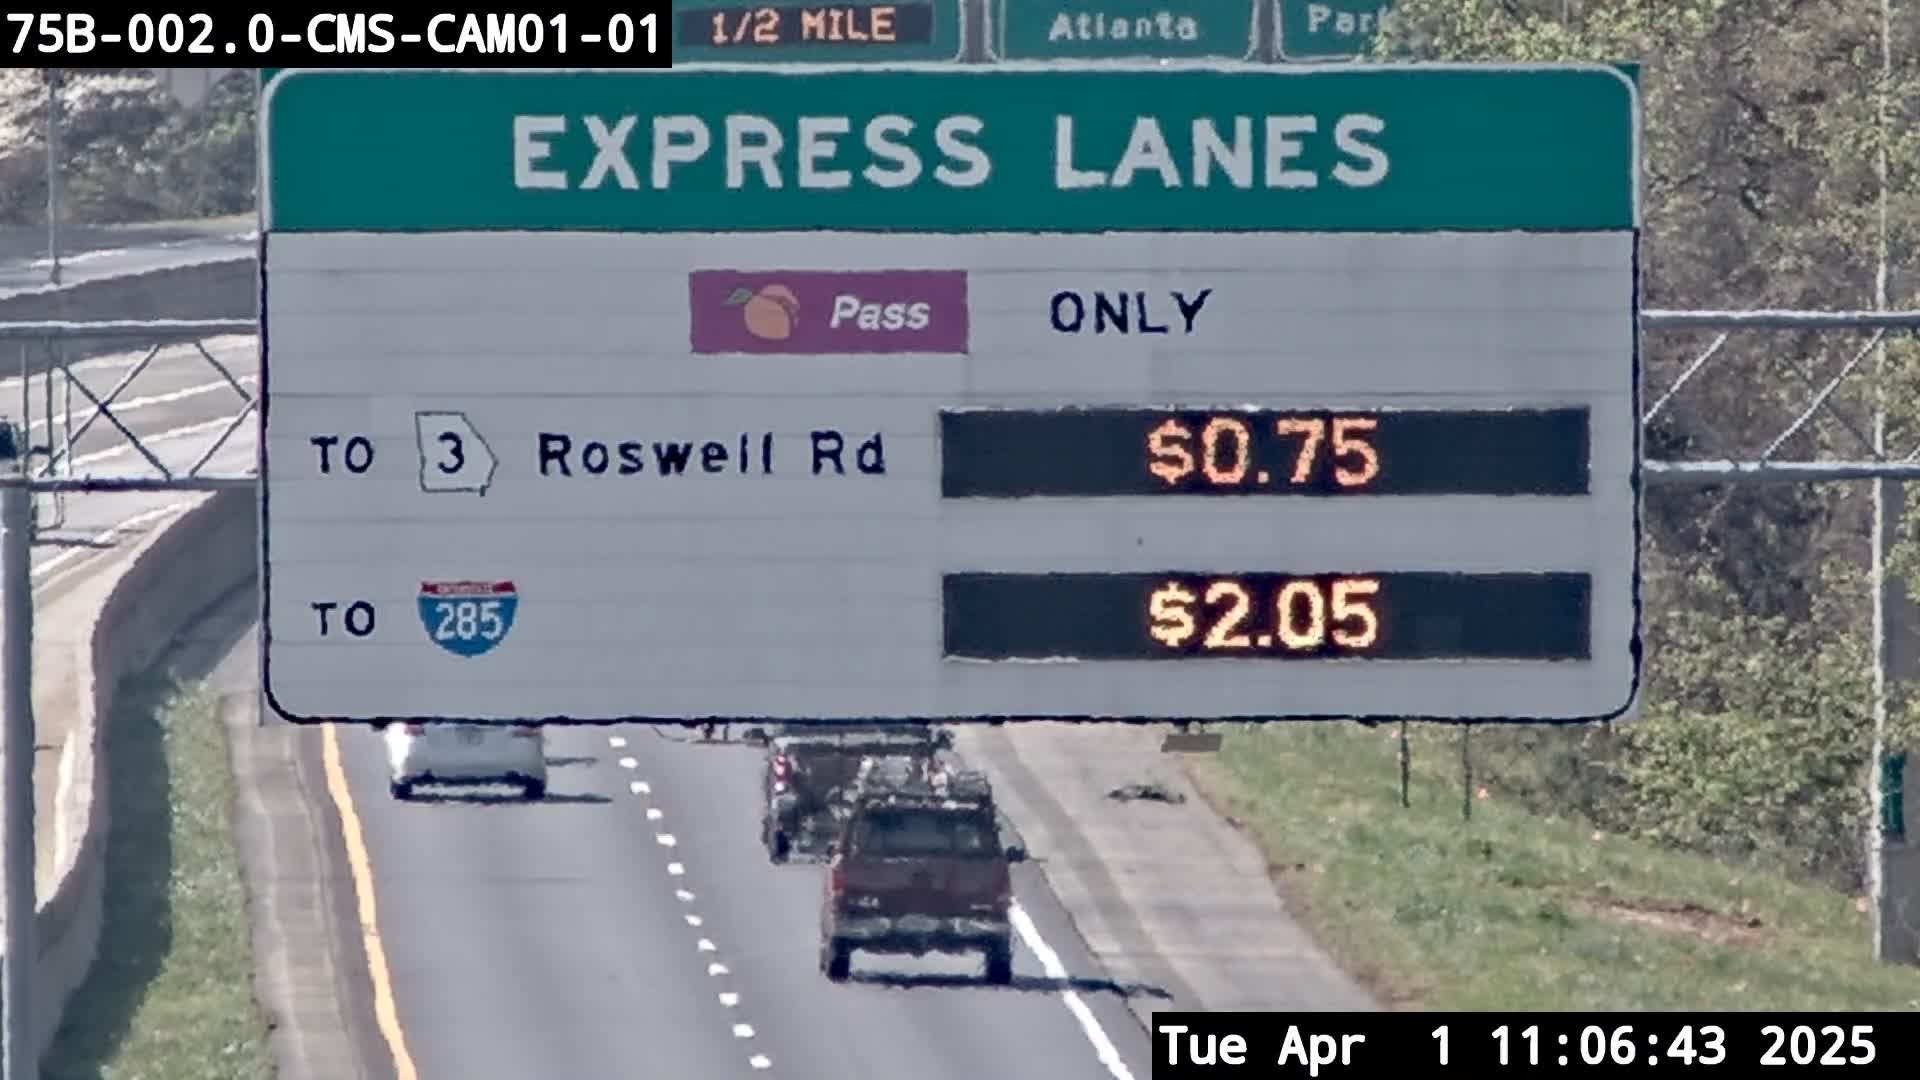 75B-002.0-CMS-CAM01-01
1/2 MILE
Atlanta
EXPRESS LANES
Pass ONLY
TO 3 Roswell Rd $0.75
TO 285 $2.05
Tue Apr 1 11:06:43 2025